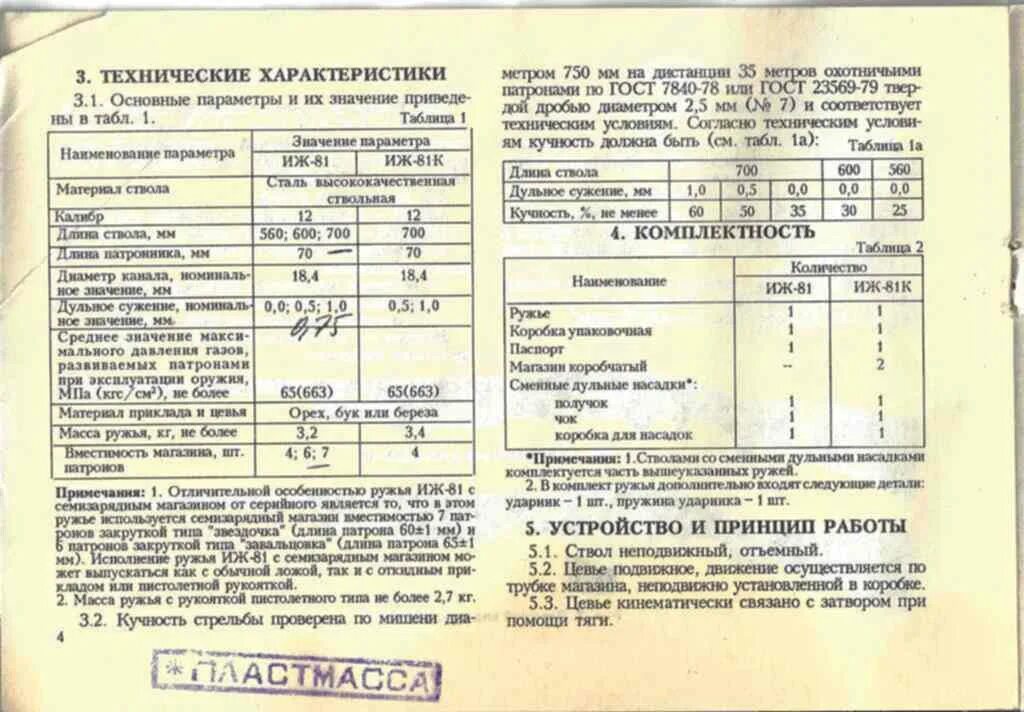 3. ТЕХНИЧЕСКИЕ ХАРАКТЕРИСТИКИ
3.1. Основные параметры и их значение приведе-
ны в табл. 1.
Таблица 1
Наименование параметра
Значение параметра
ИЖ-81 ИЖ-81К
Материал ствола
Сталь высококачественная
ствольная
Калибр 12 12
Длина ствола, мм 560; 600; 700 700
Длина патронника, мм 70 — 70
Диаметр канала, номиналь-
ное значение, мм 18,4 18,4
Дульное сужение, номиналь-
ное значение, мм 0,0; 0,5; 1,0 0,5; 1,0
0,75
Среднее значение макси-
мального давления газов,
развиваемых патронами
при эксплуатации оружия,
МПа (кгс/см²), не более 65(663) 65(663)
Материал приклада и цевья Орех, бук или береза
Масса ружья, кг, не более 3,2 3,4
Вместимость магазина, шт.
патронов 4; 6; 7 4
Примечания: 1. Отличительной особенностью ружья ИЖ-81 с
семизарядным магазином от серийного является то, что в этом
ружье используется семизарядный магазин вместимостью 7 пат-
ронов закруткой типа "звездочка" (длина патрона 60±1 мм) и
6 патронов закруткой типа "завальцовка" (длина патрона 65±1
мм). Исполнение ружья ИЖ-81 с семизарядным магазином мо-
жет выпускаться как с обычной ложой, так и с откидным при-
кладом или пистолетной рукояткой.
2. Масса ружья с рукояткой пистолетного типа не более 2,7 кг.
3.2. Кучность стрельбы проверена по мишени диа-
4
* ПЛАСТМАССА
метром 750 мм на дистанции 35 метров охотничьими
патронами по ГОСТ 7840-78 или ГОСТ 23569-79 твер-
дой дробью диаметром 2,5 мм (№ 7) и соответствует
техническим условиям. Согласно техническим услови-
ям кучность должна быть (см. табл. 1а):
Таблица 1а
Длина ствола 700 600 560
Дульное сужение, мм 1,0 0,5 0,0 0,0 0,0
Кучность, %, не менее 60 50 35 30 25
4. КОМПЛЕКТНОСТЬ
Таблица 2
Наименование
Количество
ИЖ-81 ИЖ-81К
Ружье 1 1
Коробка упаковочная 1 1
Паспорт 1 1
Магазин коробчатый -- 2
Сменные дульные насадки*:
получок 1 1
чок 1 1
коробка для насадок 1 1
*Примечания: 1.Стволами со сменными дульными насадками
комплектуется часть вышеуказанных ружей.
2. В комплект ружья дополнительно входят следующие детали:
ударник – 1 шт., пружина ударника – 1 шт.
5. УСТРОЙСТВО И ПРИНЦИП РАБОТЫ
5.1. Ствол неподвижный, отъемный.
5.2. Цевье подвижное, движение осуществляется по
трубке магазина, неподвижно установленной в коробке.
5.3. Цевье кинематически связано с затвором при
помощи тяги.